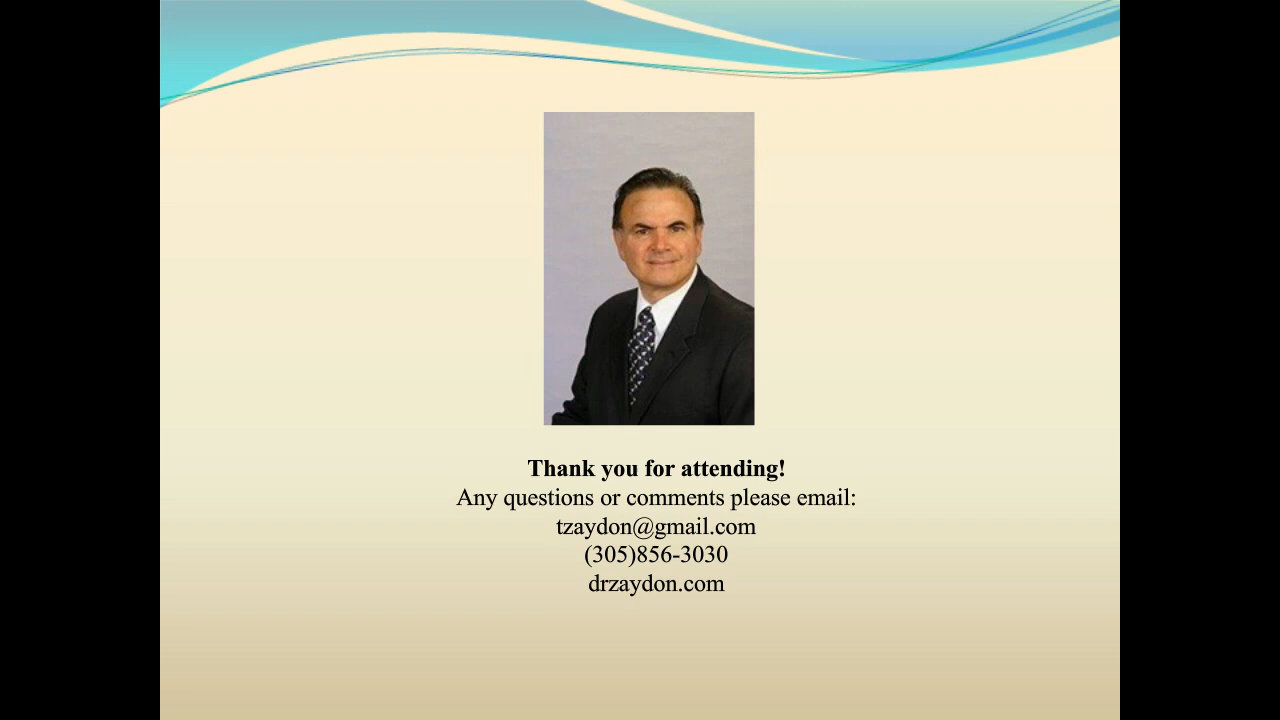 Thank you for attending!
Any questions or comments please email:
tzaydon@gmail.com
(305)856-3030
drzaydon.com